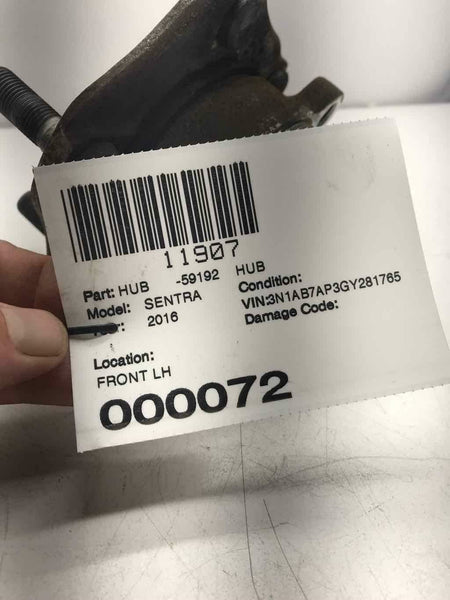 11907
Part: HUB -59192 HUB
Model: SENTRA Condition:
2016 VIN:3N1AB7AP3GY281765
Damage Code:
Location:
FRONT LH
000072